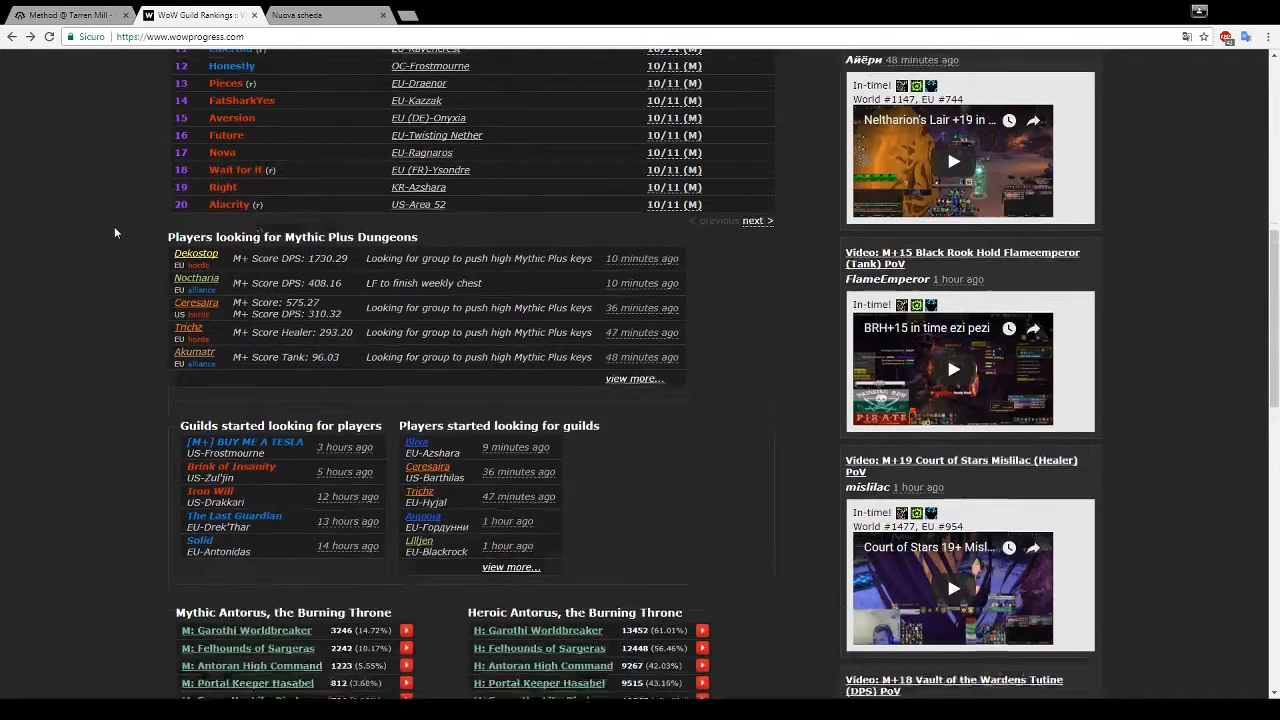 Method @ Tarren Mill -
WoW Guild Rankings ::
Nuova scheda
Sicuro https://www.wowprogress.com
42
12 Honestly OC-Frostmourne 10/11 (M)
13 Pieces (r) EU-Draenor 10/11 (M)
14 FatSharkYes EU-Kazzak 10/11 (M)
15 Aversion EU (DE)-Onyxia 10/11 (M)
16 Future EU-Twisting Nether 10/11 (M)
17 Nova EU-Ragnaros 10/11 (M)
18 Wait for it (r) EU (FR)-Ysondre 10/11 (M)
19 Right KR-Azshara 10/11 (M)
20 Alacrity (r) US-Area 52 10/11 (M)
< previous next >
Players looking for Mythic Plus Dungeons
Dekostop
EU horde
M+ Score DPS: 1730.29 Looking for group to push high Mythic Plus keys 10 minutes ago
Noctharia
EU alliance
M+ Score DPS: 408.16 LF to finish weekly chest 10 minutes ago
Ceresaira
US horde
M+ Score: 575.27
M+ Score DPS: 310.32
Looking for group to push high Mythic Plus keys 36 minutes ago
Trichz
EU horde
M+ Score Healer: 293.20 Looking for group to push high Mythic Plus keys 47 minutes ago
Akumatr
EU alliance
M+ Score Tank: 96.03 Looking for group to push high Mythic Plus keys 48 minutes ago
view more...
Guilds started looking for players
[M+] BUY ME A TESLA
US-Frostmourne
3 hours ago
Brink of Insanity
US-Zul'jin
5 hours ago
Iron Will
US-Drakkari
12 hours ago
The Last Guardian
EU-Drek'Thar
13 hours ago
Solid
EU-Antonidas
14 hours ago
Players started looking for guilds
Blixa
EU-Azshara
9 minutes ago
Ceresaira
US-Barthilas
36 minutes ago
Trichz
EU-Hyjal
47 minutes ago
EU-Гордунни
1 hour ago
Lilljen
EU-Blackrock
1 hour ago
view more...
Mythic Antorus, the Burning Throne
M: Garothi Worldbreaker 3246 (14.72%)
M: Felhounds of Sargeras 2242 (10.17%)
M: Antoran High Command 1223 (5.55%)
M: Portal Keeper Hasabel 812 (3.68%)
Heroic Antorus, the Burning Throne
H: Garothi Worldbreaker 13452 (61.01%)
H: Felhounds of Sargeras 12448 (56.46%)
H: Antoran High Command 9267 (42.03%)
H: Portal Keeper Hasabel 9515 (43.16%)
Айёри 48 minutes ago
In-time!
World #1147, EU #744
Neltharion's Lair +19 in ...
Video: M+15 Black Rook Hold Flameemperor
(Tank) PoV
FlameEmperor 1 hour ago
In-time!
BRH+15 in time ezi pezi
PIRATE
Video: M+19 Court of Stars Mislilac (Healer)
PoV
mislilac 1 hour ago
In-time!
World #1477, EU #954
Court of Stars 19+ Misl...
Video: M+18 Vault of the Wardens Tutine
(DPS) PoV